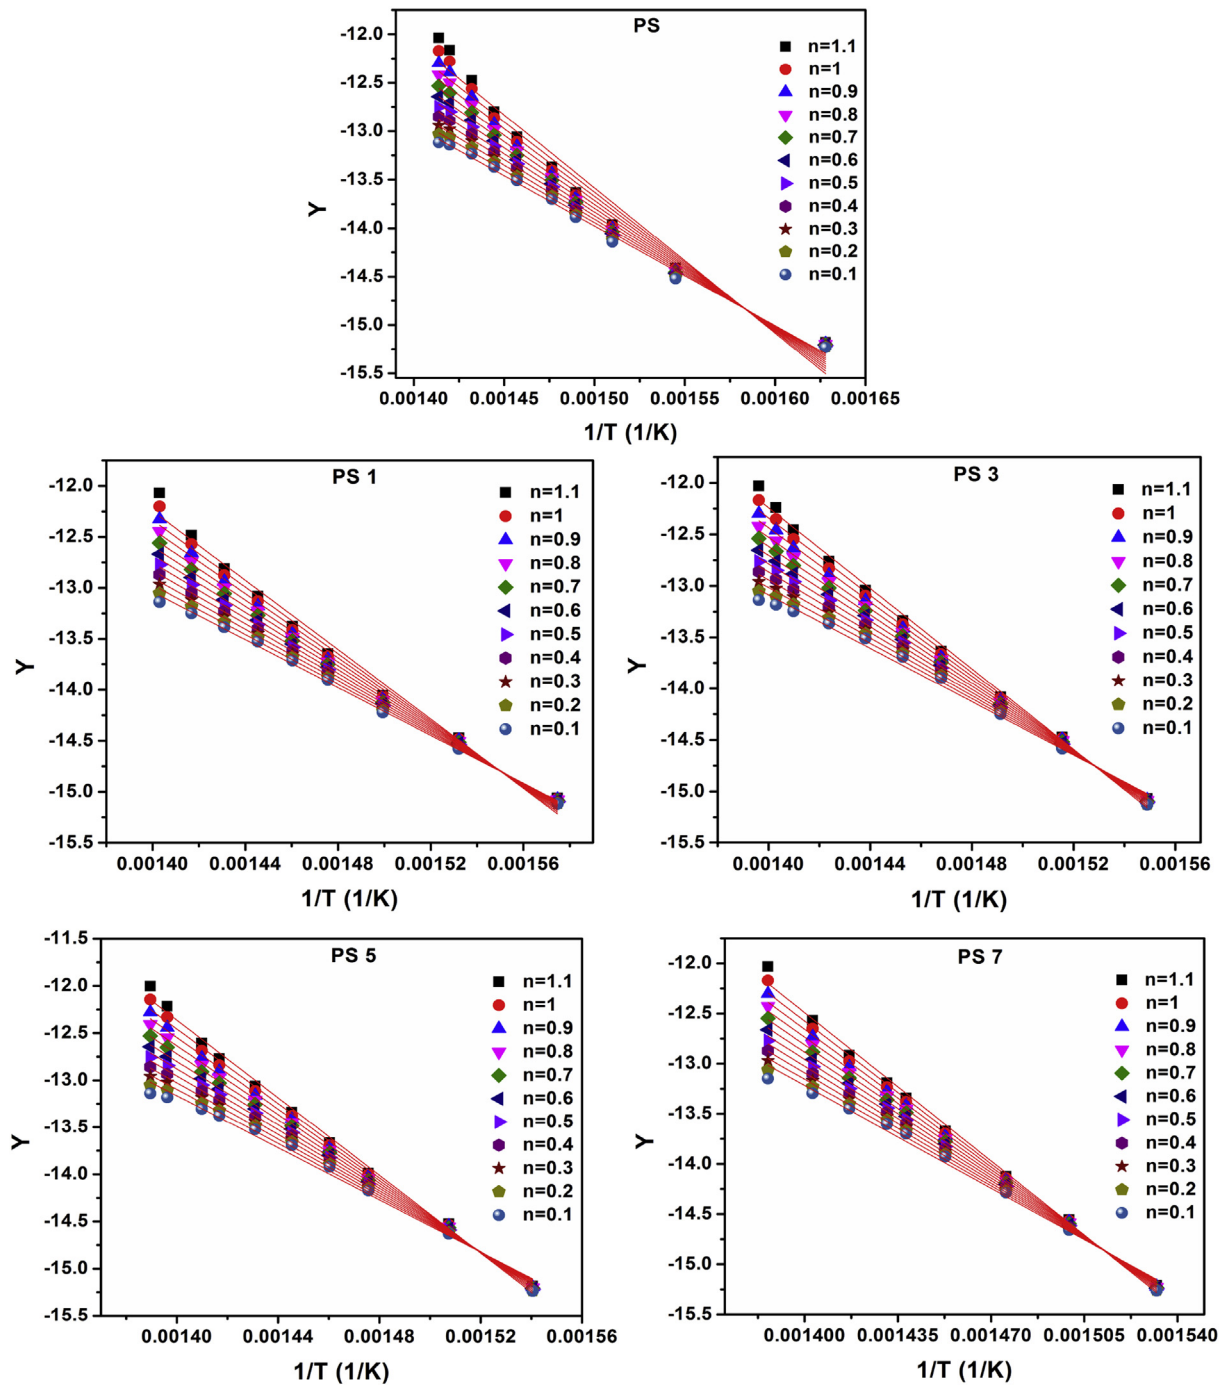 PS
-12.0
-12.5
-13.0
-13.5
-14.0
-14.5
-15.0
-15.5
Y
n=1.1
n=1
n=0.9
n=0.8
n=0.7
n=0.6
n=0.5
n=0.4
n=0.3
n=0.2
n=0.1
0.00140 0.00145 0.00150 0.00155 0.00160 0.00165
1/T (1/K)
PS 1
-12.0
-12.5
-13.0
-13.5
-14.0
-14.5
-15.0
-15.5
Y
n=1.1
n=1
n=0.9
n=0.8
n=0.7
n=0.6
n=0.5
n=0.4
n=0.3
n=0.2
n=0.1
0.00140 0.00144 0.00148 0.00152 0.00156
1/T (1/K)
PS 3
-12.0
-12.5
-13.0
-13.5
-14.0
-14.5
-15.0
-15.5
Y
n=1.1
n=1
n=0.9
n=0.8
n=0.7
n=0.6
n=0.5
n=0.4
n=0.3
n=0.2
n=0.1
0.00140 0.00144 0.00148 0.00152 0.00156
1/T (1/K)
PS 5
-11.5
-12.0
-12.5
-13.0
-13.5
-14.0
-14.5
-15.0
-15.5
Y
n=1.1
n=1
n=0.9
n=0.8
n=0.7
n=0.6
n=0.5
n=0.4
n=0.3
n=0.2
n=0.1
0.00140 0.00144 0.00148 0.00152 0.00156
1/T (1/K)
PS 7
-12.0
-12.5
-13.0
-13.5
-14.0
-14.5
-15.0
-15.5
Y
n=1.1
n=1
n=0.9
n=0.8
n=0.7
n=0.6
n=0.5
n=0.4
n=0.3
n=0.2
n=0.1
0.001400 0.001435 0.001470 0.001505 0.001540
1/T (1/K)